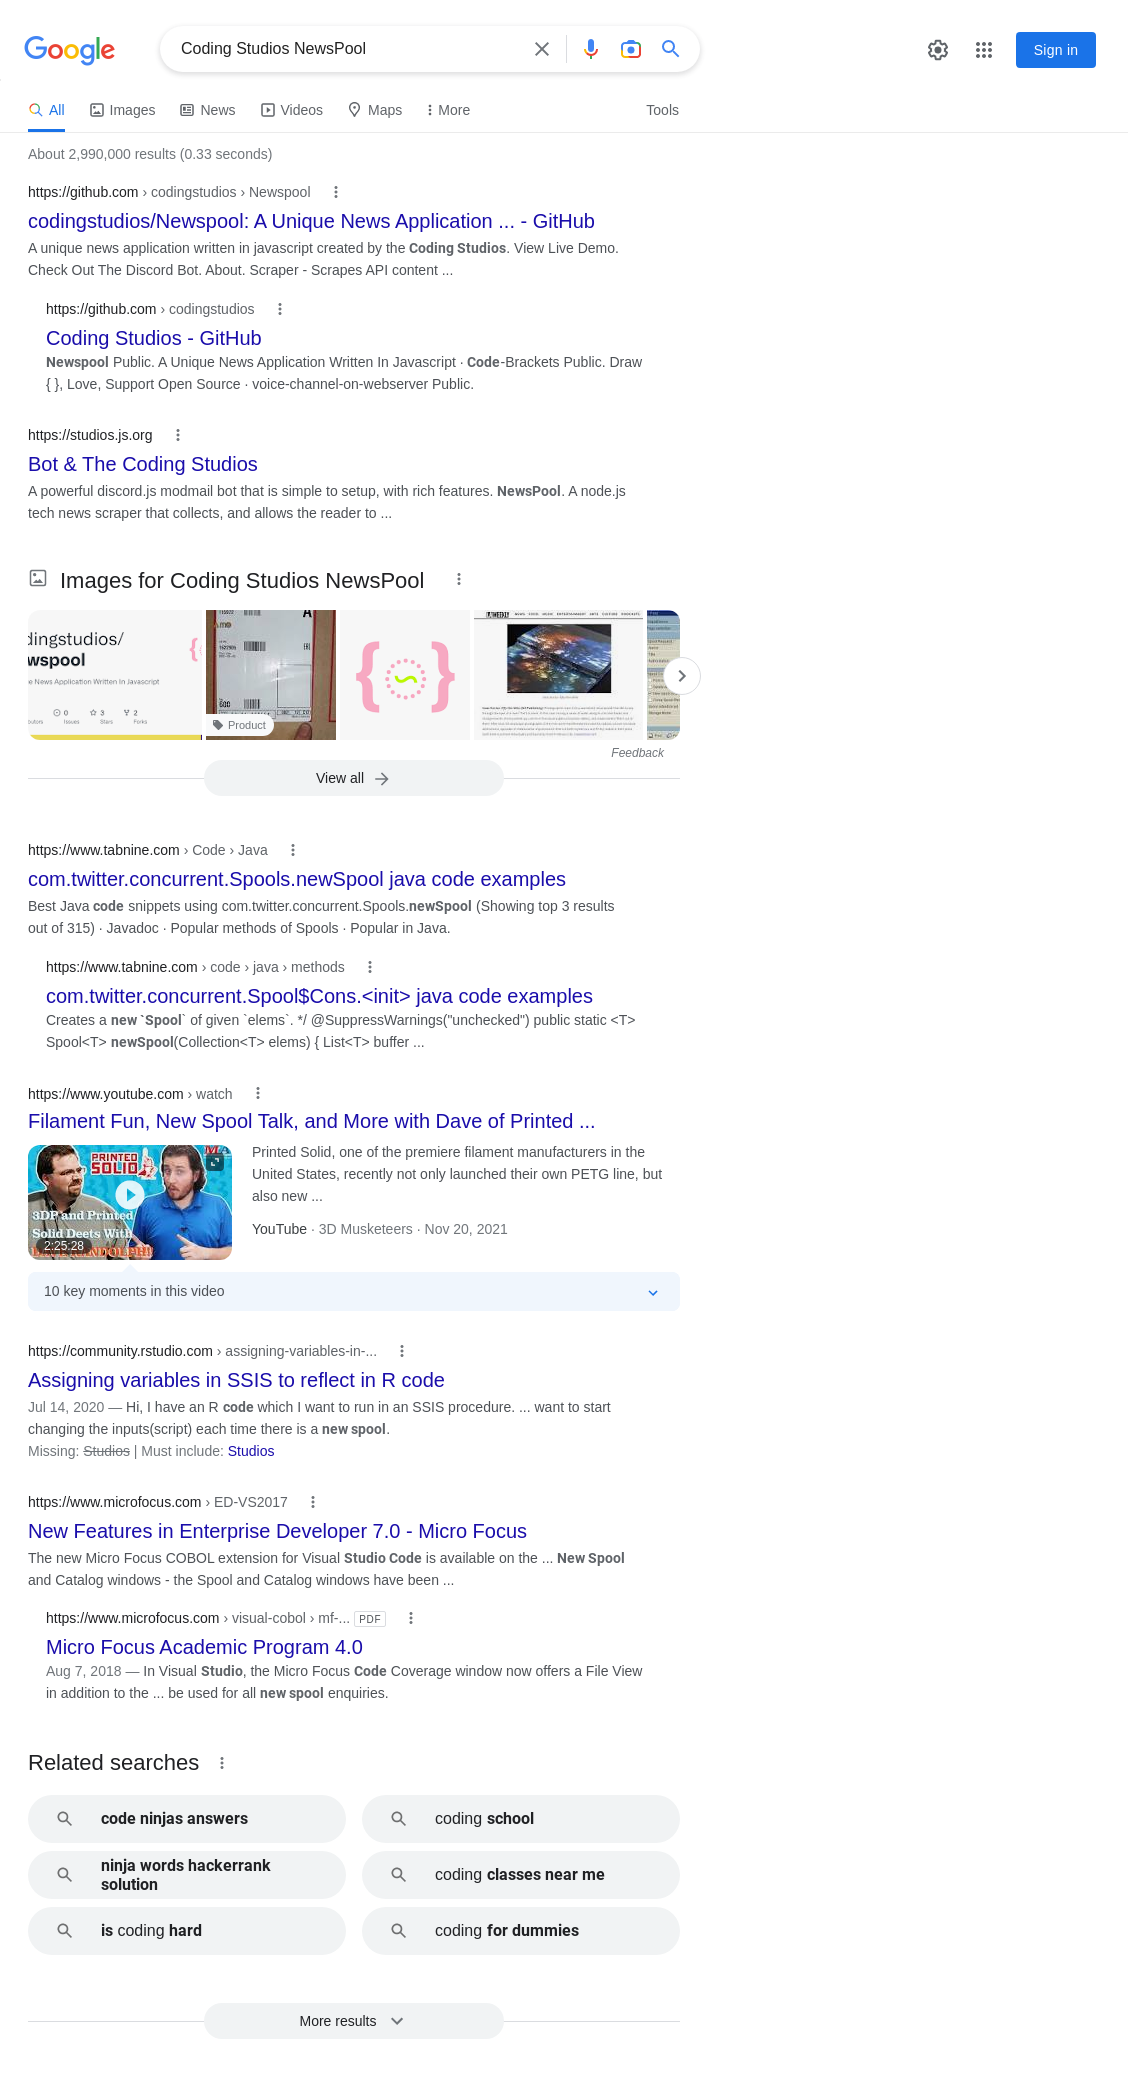 Google
Coding Studios NewsPool
Sign in
All
Images
News
Videos
Maps
More
Tools
About 2,990,000 results (0.33 seconds)
https://github.com › codingstudios › Newspool
codingstudios/Newspool: A Unique News Application ... - GitHub
A unique news application written in javascript created by the Coding Studios. View Live Demo.
Check Out The Discord Bot. About. Scraper - Scrapes API content ...
https://github.com › codingstudios
Coding Studios - GitHub
Newspool Public. A Unique News Application Written In Javascript · Code-Brackets Public. Draw
{ }, Love, Support Open Source · voice-channel-on-webserver Public.
https://studios.js.org
Bot & The Coding Studios
A powerful discord.js modmail bot that is simple to setup, with rich features. NewsPool. A node.js
tech news scraper that collects, and allows the reader to ...
Images for Coding Studios NewsPool
dingstudios/
wspool
e News Application Written In Javascript
0
3
2
Issues
Stars
Forks
Product
Feedback
View all
https://www.tabnine.com › Code › Java
com.twitter.concurrent.Spools.newSpool java code examples
Best Java code snippets using com.twitter.concurrent.Spools.newSpool (Showing top 3 results
out of 315) · Javadoc · Popular methods of Spools · Popular in Java.
https://www.tabnine.com › code › java › methods
com.twitter.concurrent.Spool$Cons.<init> java code examples
Creates a new `Spool` of given `elems`. */ @SuppressWarnings("unchecked") public static <T>
Spool<T> newSpool(Collection<T> elems) { List<T> buffer ...
https://www.youtube.com › watch
Filament Fun, New Spool Talk, and More with Dave of Printed ...
PRINTED
SOLID
3DP and Printed
Solid Deets With
2:25:28
Printed Solid, one of the premiere filament manufacturers in the
United States, recently not only launched their own PETG line, but
also new ...
YouTube · 3D Musketeers · Nov 20, 2021
10 key moments in this video
https://community.rstudio.com › assigning-variables-in-...
Assigning variables in SSIS to reflect in R code
Jul 14, 2020 — Hi, I have an R code which I want to run in an SSIS procedure. ... want to start
changing the inputs(script) each time there is a new spool.
Missing: Studios | Must include: Studios
https://www.microfocus.com › ED-VS2017
New Features in Enterprise Developer 7.0 - Micro Focus
The new Micro Focus COBOL extension for Visual Studio Code is available on the ... New Spool
and Catalog windows - the Spool and Catalog windows have been ...
https://www.microfocus.com › visual-cobol › mf-... PDF
Micro Focus Academic Program 4.0
Aug 7, 2018 — In Visual Studio, the Micro Focus Code Coverage window now offers a File View
in addition to the ... be used for all new spool enquiries.
Related searches
code ninjas answers
coding school
ninja words hackerrank
solution
coding classes near me
is coding hard
coding for dummies
More results